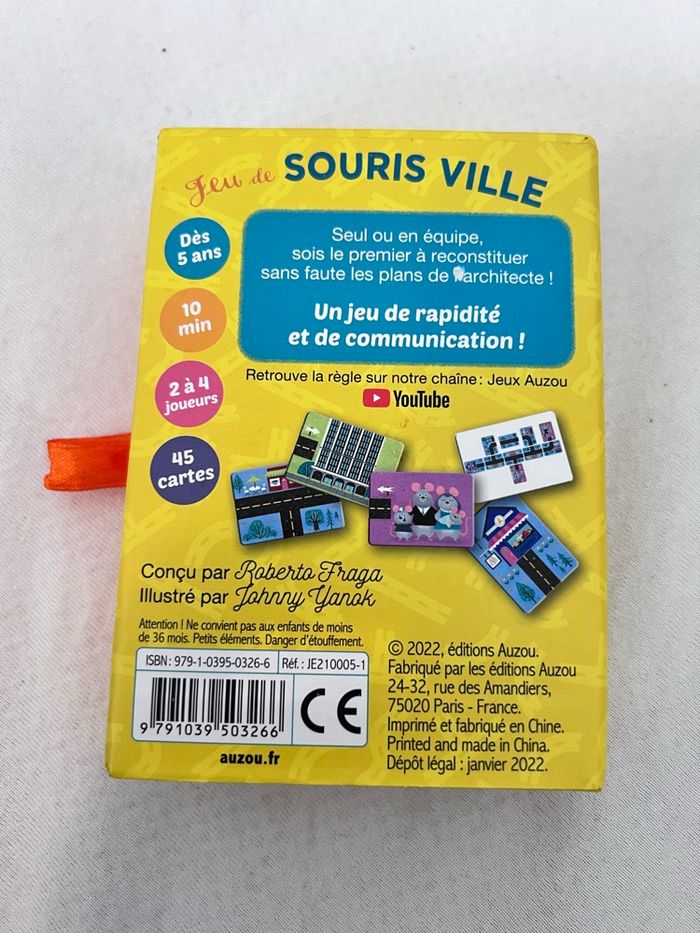 Jeu de SOURIS VILLE
Dès
5 ans
10
min
2 à 4
joueurs
45
cartes
Seul ou en équipe,
sois le premier à reconstituer
sans faute les plans de l'architecte !
Un jeu de rapidité
et de communication !
Retrouve la règle sur notre chaîne : Jeux Auzou
YouTube
Conçu par Roberto Fraga
Illustré par Johnny Yanok
Attention ! Ne convient pas aux enfants de moins
de 36 mois. Petits éléments. Danger d'étouffement.
ISBN : 979-1-0395-0326-6
Réf. : JE210005-1
9 791039 503266
CE
auzou.fr
© 2022, éditions Auzou.
Fabriqué par les éditions Auzou
24-32, rue des Amandiers,
75020 Paris - France.
Imprimé et fabriqué en Chine.
Printed and made in China.
Dépôt légal : janvier 2022.